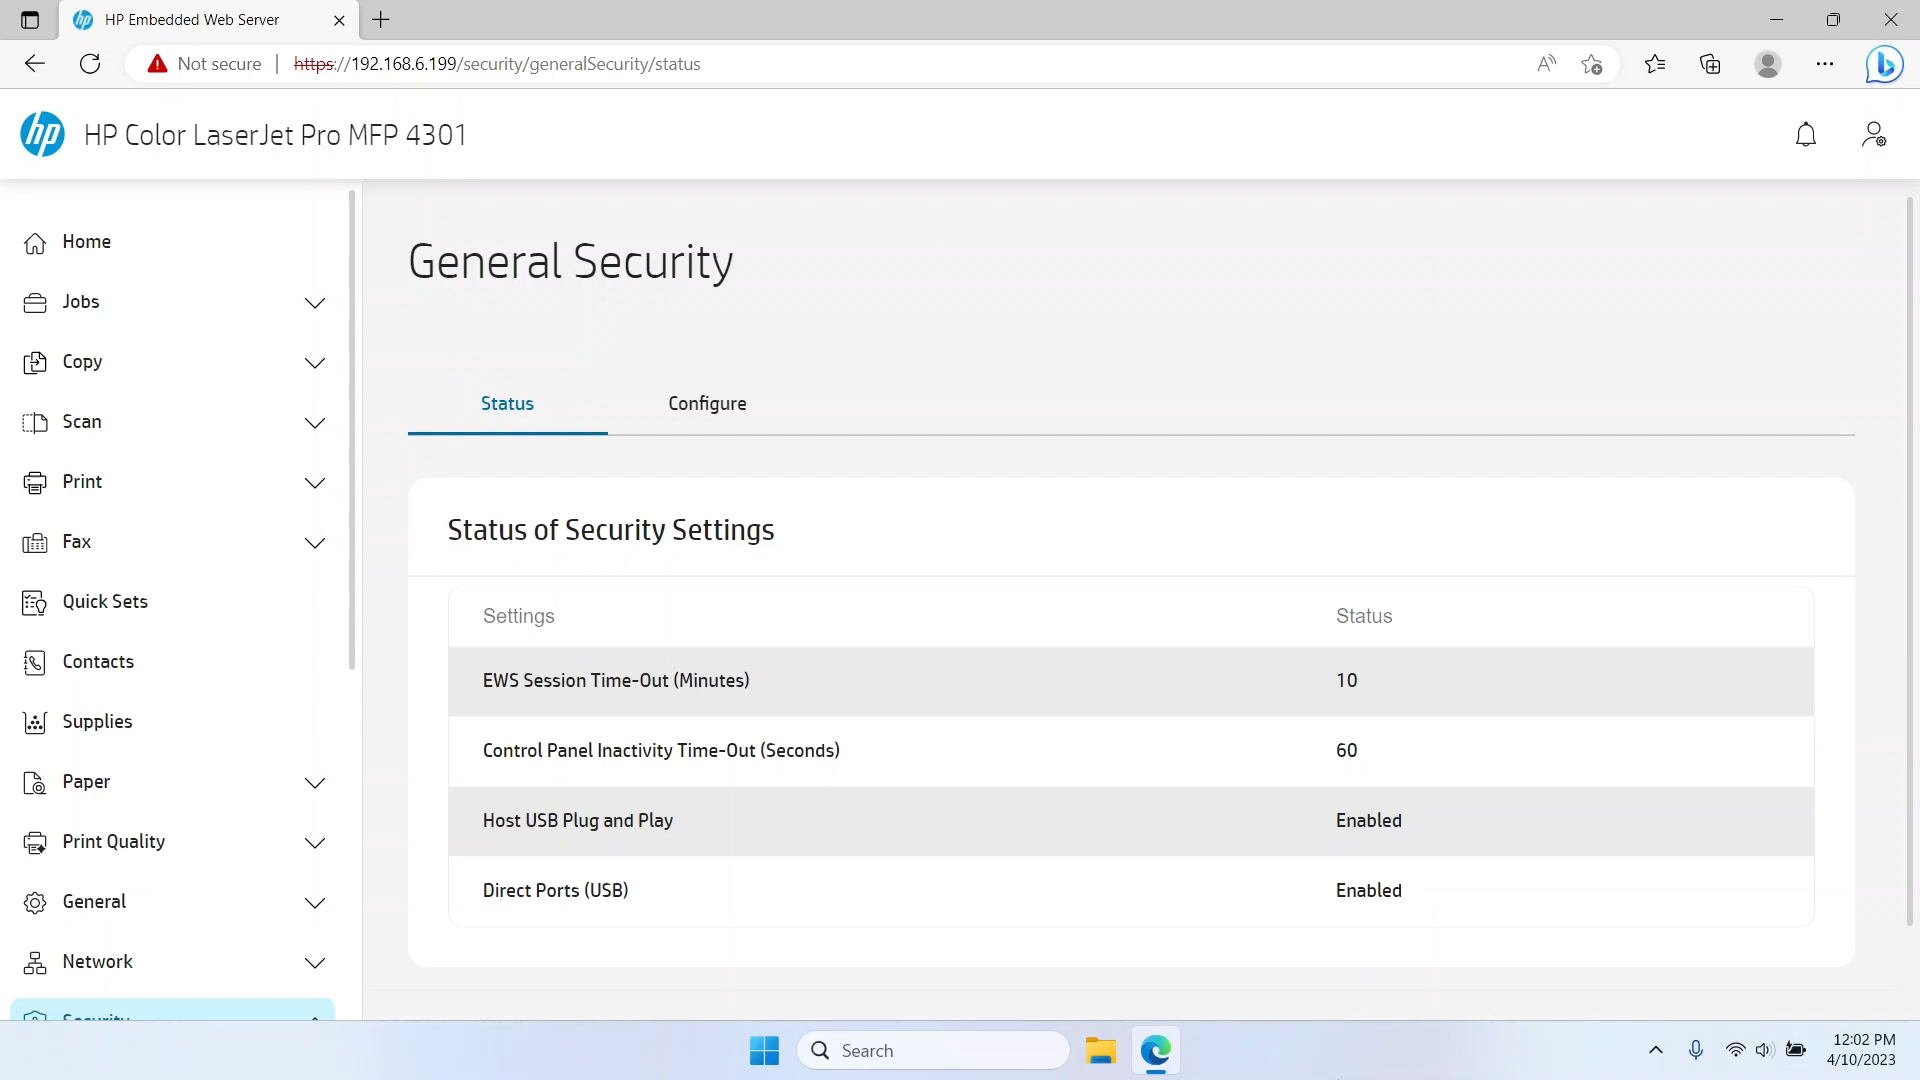 HP Embedded Web Server
Not secure | https://192.168.6.199/security/generalSecurity/status
hp HP Color LaserJet Pro MFP 4301
Home
Jobs
Copy
Scan
Print
Fax
Quick Sets
Contacts
Supplies
Paper
Print Quality
General
Network
Security
General Security
Status Configure
Status of Security Settings
Settings Status
EWS Session Time-Out (Minutes) 10
Control Panel Inactivity Time-Out (Seconds) 60
Host USB Plug and Play Enabled
Direct Ports (USB) Enabled
Search
12:02 PM
4/10/2023